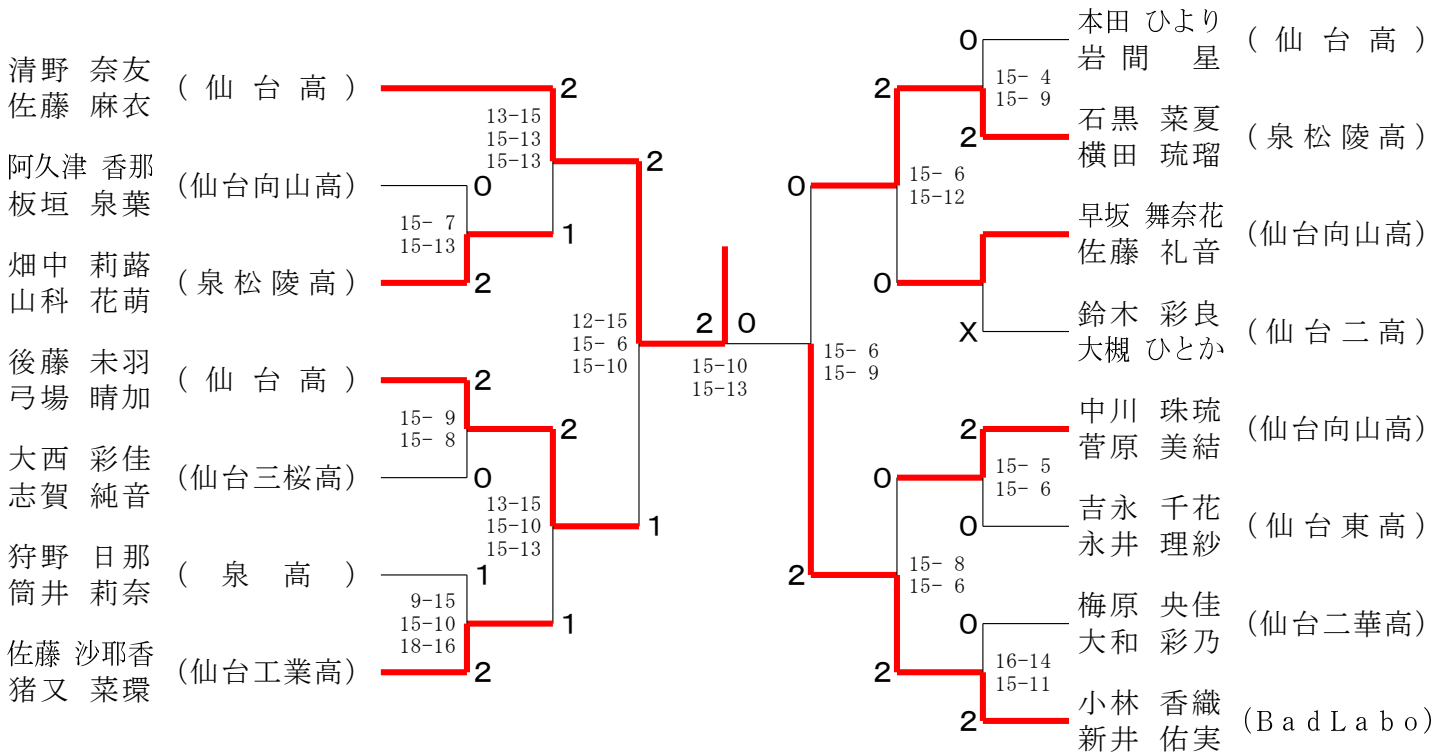 清野 奈友
佐藤 麻衣
( 仙 台 高 )
2
13-15
15-13
15-13
阿久津 香那
板垣 泉葉
(仙台向山高)
0
15- 7
15-13
1
畑中 莉蕗
山科 花萌
( 泉 松 陵 高 )
2
2
12-15
15- 6
15-10
後藤 未羽
弓場 晴加
( 仙 台 高 )
2
15- 9
15- 8
2
大西 彩佳
志賀 純音
(仙台三桜高)
0
13-15
15-10
15-13
1
狩野 日那
筒井 莉奈
( 泉 高 )
1
9-15
15-10
18-16
1
佐藤 沙耶香
猪又 菜環
(仙台工業高)
2
2 0
15-10
15-13
本田 ひより
岩間 星
( 仙 台 高 )
0
15- 4
15- 9
2
石黒 菜夏
横田 琉瑠
( 泉 松 陵 高 )
2
0
15- 6
15-12
早坂 舞奈花
佐藤 礼音
(仙台向山高)
0
鈴木 彩良
大槻 ひとか
(仙台二高)
X
15- 6
15- 9
中川 珠琉
菅原 美結
(仙台向山高)
2
15- 5
15- 6
0
吉永 千花
永井 理紗
( 仙 台 東 高 )
0
2
15- 8
15- 6
梅原 央佳
大和 彩乃
(仙台二華高)
0
16-14
15-11
2
小林 香織
新井 佑実
(BadLabo)
2